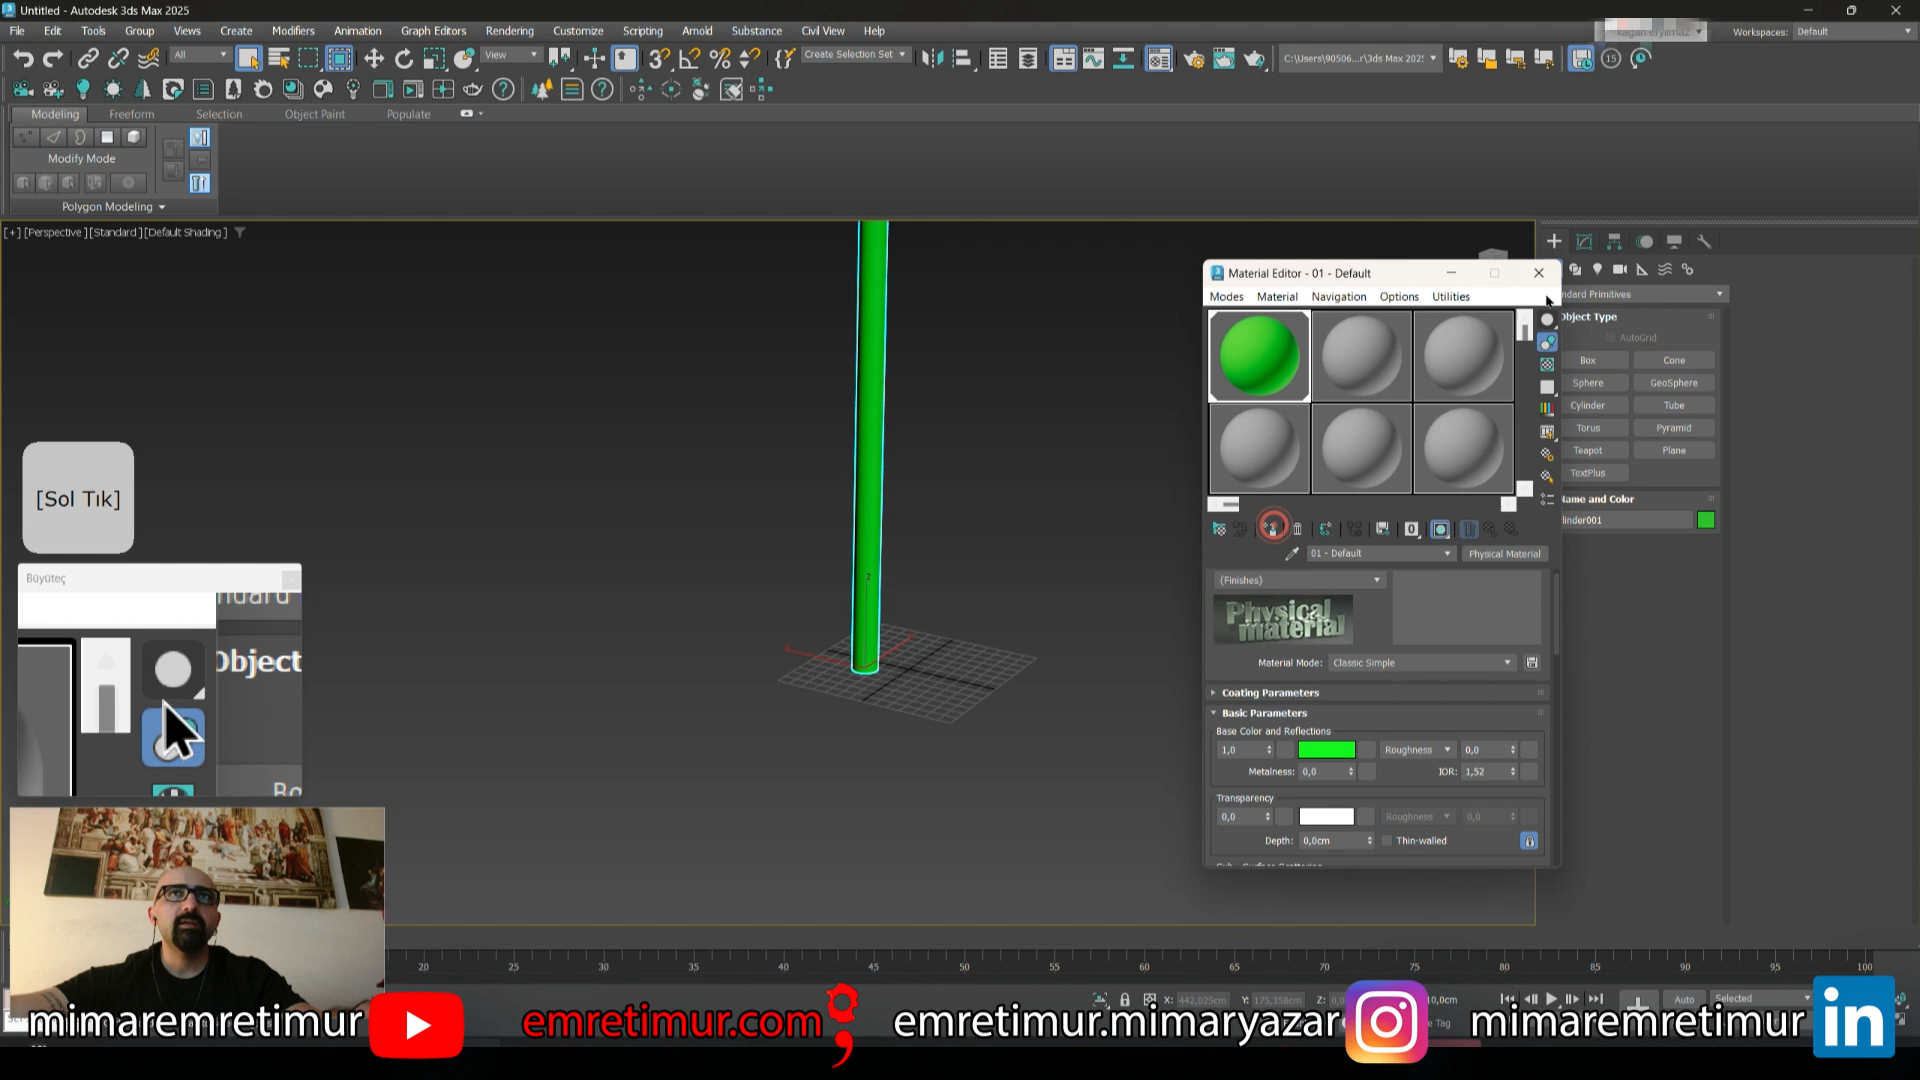 Untitled - Autodesk 3ds Max 2025
File Edit Tools Group Views Create Modifiers Animation Graph Editors Rendering Customize Scripting Arnold Substance Civil View Help
Workspaces: Default
All
View
Create Selection Set
C:\Users\90506...r\3ds Max 202
15
Modeling Freeform Selection Object Paint Populate
Modify Mode
Polygon Modeling
[+] [Perspective] [Standard] [Default Shading]
Material Editor - 01 - Default
Modes Material Navigation Options Utilities
ndard Primitives
Object Type
AutoGrid
Box Cone
Sphere GeoSphere
Cylinder Tube
Torus Pyramid
Teapot Plane
TextPlus
Name and Color
linder001
01 - Default
Physical Material
{Finishes}
Physical material
Material Mode: Classic Simple
Coating Parameters
Basic Parameters
Base Color and Reflections
1,0 Roughness 0,0
Metalness: 0,0 IOR: 1,52
Transparency
0,0 Roughness 0,0
Depth: 0,0cm Thin-walled
[Sol Tık]
Büyüteç
ndard
Object
Bo
z
20 25 30 35 40 45 50 55 60 65 70 75 80 85 90 95 100
X: 442,025cm Y: 175,358cm Z: 0,0
10,0cm
Auto Selected
mimaremretimur
emretimur.com
emretimur.mimaryazar
mimaremretimur
in